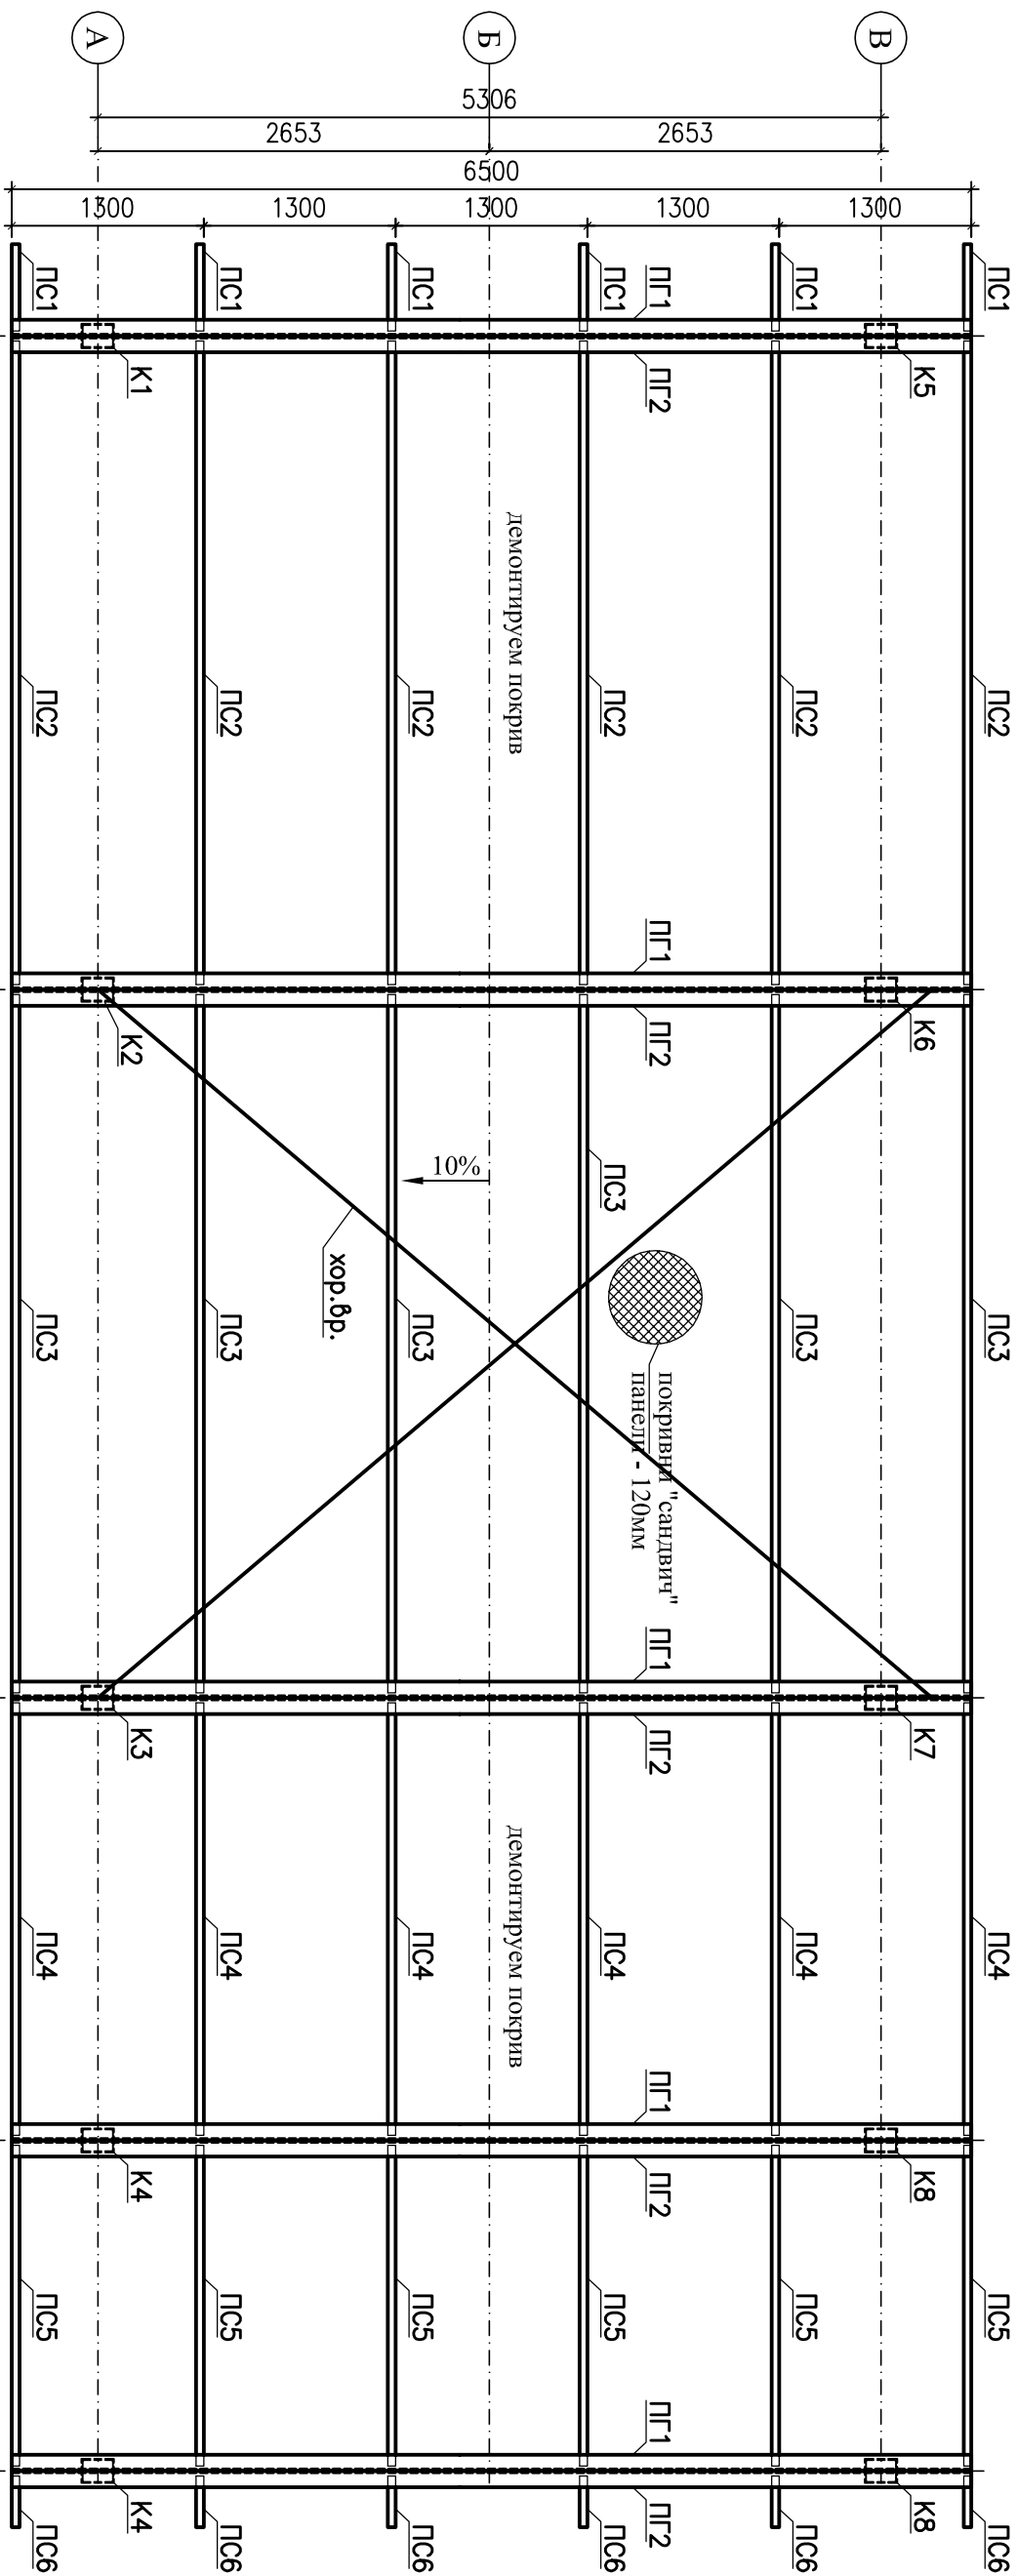 А
Б
В
5306
2653
2653
6500
1300
1300
1300
1300
1300
ПС1
ПС1
ПС1
ПС1
ПГ1
ПС1
ПС1
К1
ПГ2
К5
демонтируем покрив
ПС2
ПС2
ПС2
ПС2
ПС2
ПС2
ПГ1
К2
ПГ2
К6
10%
ПС3
хор.вр.
ПС3
ПС3
ПС3
ПС3
ПС3
покривни "сандвич"
панели - 120мм
ПГ1
К3
ПГ2
К7
демонтируем покрив
ПС4
ПС4
ПС4
ПС4
ПС4
ПС4
ПГ1
К4
ПГ2
К8
ПС5
ПС5
ПС5
ПС5
ПС5
ПС5
ПГ1
К4
ПГ2
К8
ПС6
ПС6
ПС6
ПС6
ПС6
ПС6